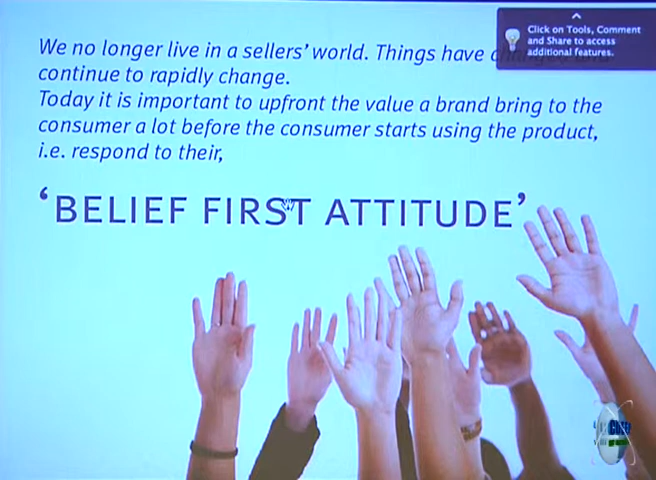 We no longer live in a sellers' world. Things have changed and
continue to rapidly change.
Today it is important to upfront the value a brand bring to the
consumer a lot before the consumer starts using the product,
i.e. respond to their,
'BELIEF FIRST ATTITUDE'
Click on Tools, Comment
and Share to access
additional features.